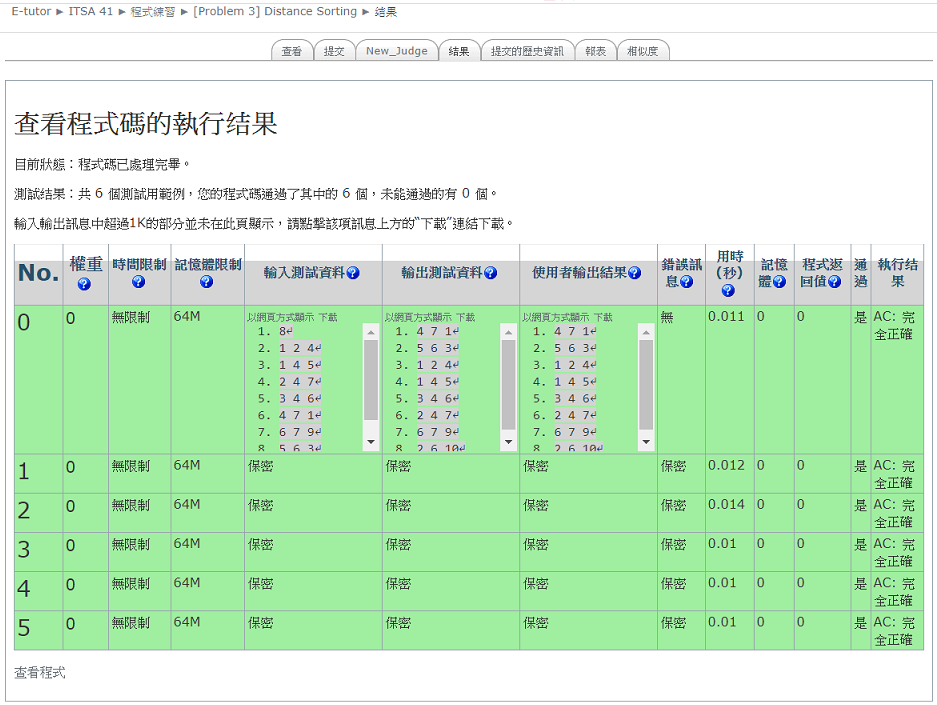 E-tutor ► ITSA 41 ► 程式練習 ► [Problem 3] Distance Sorting ► 結果
查看 提交 New_Judge 結果 提交的歷史資訊 報表 相似度
查看程式碼的執行結果
目前狀態：程式碼已處理完畢。
測試結果：共 6 個測試用範例，您的程式碼通過了其中的 6 個，未能通過的有 0 個。
輸入輸出訊息中超過1K的部分並未在此頁顯示，請點擊該項訊息上方的“下載”連結下載。
No. 權重 時間限制 記憶體限制 輸入測試資料 輸出測試資料 使用者輸出結果 錯誤訊息 用時（秒） 記憶體 程式返回值 通過 執行結果
0 0 無限制 64M 以網頁方式顯示 下載 以網頁方式顯示 下載 以網頁方式顯示 下載 無 0.011 0 0 是 AC: 完全正確
1. 8↵ 1. 4 7 1↵ 1. 4 7 1↵
2. 1 2 4↵ 2. 5 6 3↵ 2. 5 6 3↵
3. 1 4 5↵ 3. 1 2 4↵ 3. 1 2 4↵
4. 2 4 7↵ 4. 1 4 5↵ 4. 1 4 5↵
5. 3 4 6↵ 5. 3 4 6↵ 5. 3 4 6↵
6. 4 7 1↵ 6. 2 4 7↵ 6. 2 4 7↵
7. 6 7 9↵ 7. 6 7 9↵ 7. 6 7 9↵
8. 5 6 3↵ 8. 2 6 10↵ 8. 2 6 10↵
1 0 無限制 64M 保密 保密 保密 保密 0.012 0 0 是 AC: 完全正確
2 0 無限制 64M 保密 保密 保密 保密 0.014 0 0 是 AC: 完全正確
3 0 無限制 64M 保密 保密 保密 保密 0.01 0 0 是 AC: 完全正確
4 0 無限制 64M 保密 保密 保密 保密 0.01 0 0 是 AC: 完全正確
5 0 無限制 64M 保密 保密 保密 保密 0.01 0 0 是 AC: 完全正確
查看程式